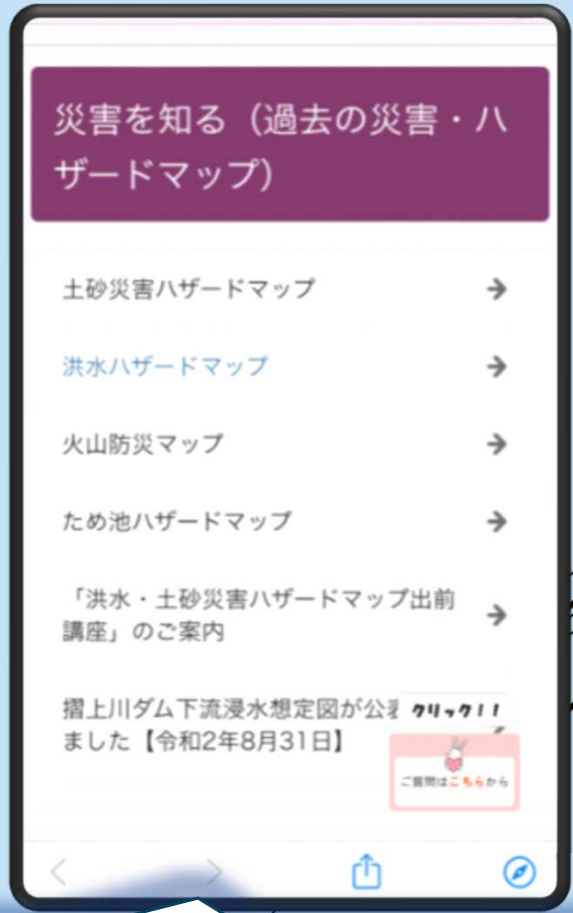 災害を知る（過去の災害・ハ
ザードマップ）
土砂災害ハザードマップ
洪水ハザードマップ
火山防災マップ
ため池ハザードマップ
「洪水・土砂災害ハザードマップ出前
講座」のご案内
摺上川ダム下流浸水想定図が公表
ました【令和2年8月31日】
クリック!!
ご質問はこちらから